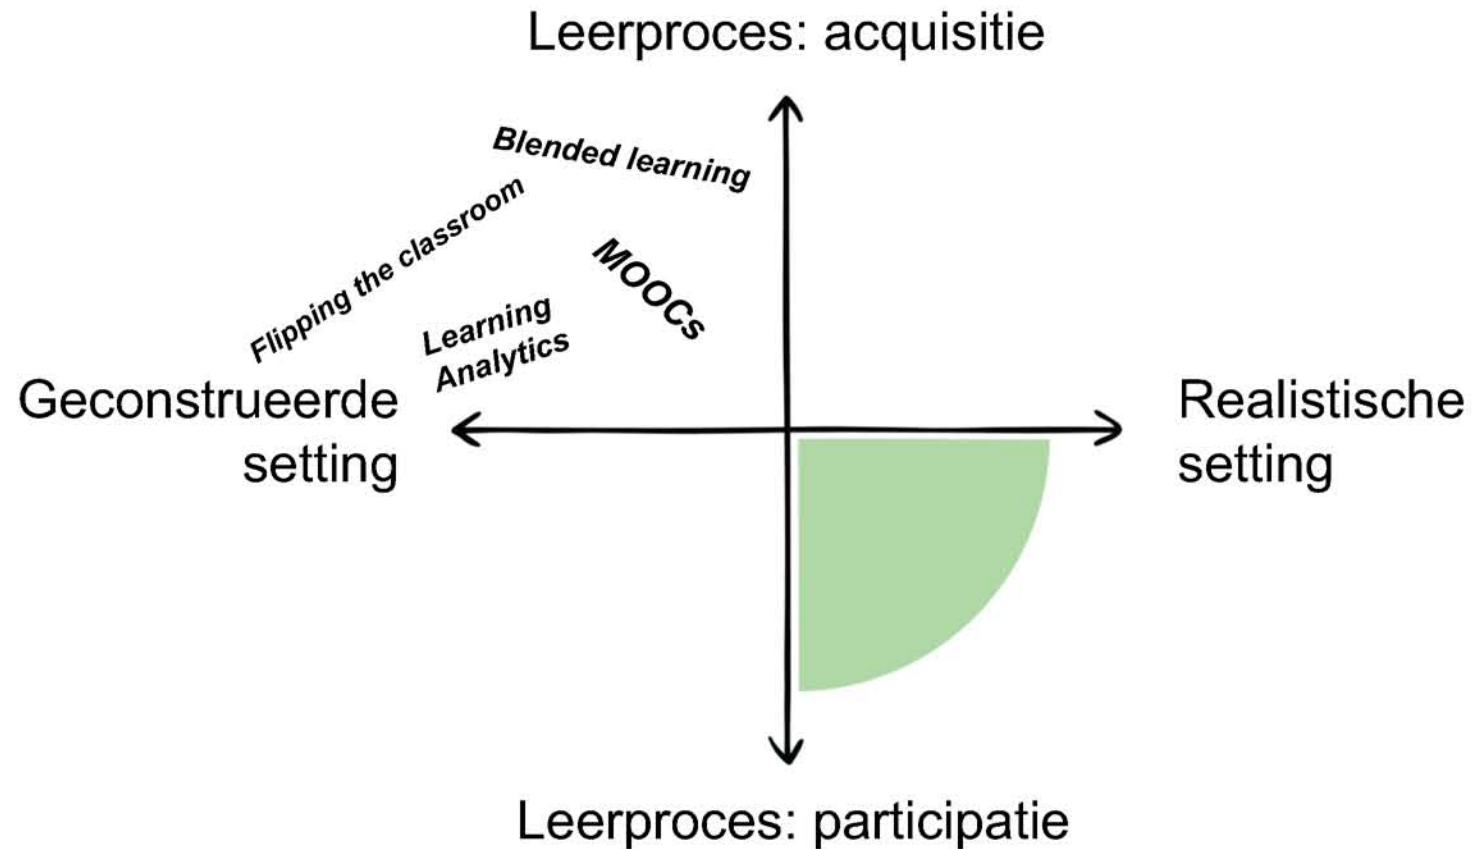 Leerproces: acquisitie
Blended learning
Flipping the classroom
MOOCs
Learning
Analytics
Geconstrueerde
setting
Realistische
setting
Leerproces: participatie